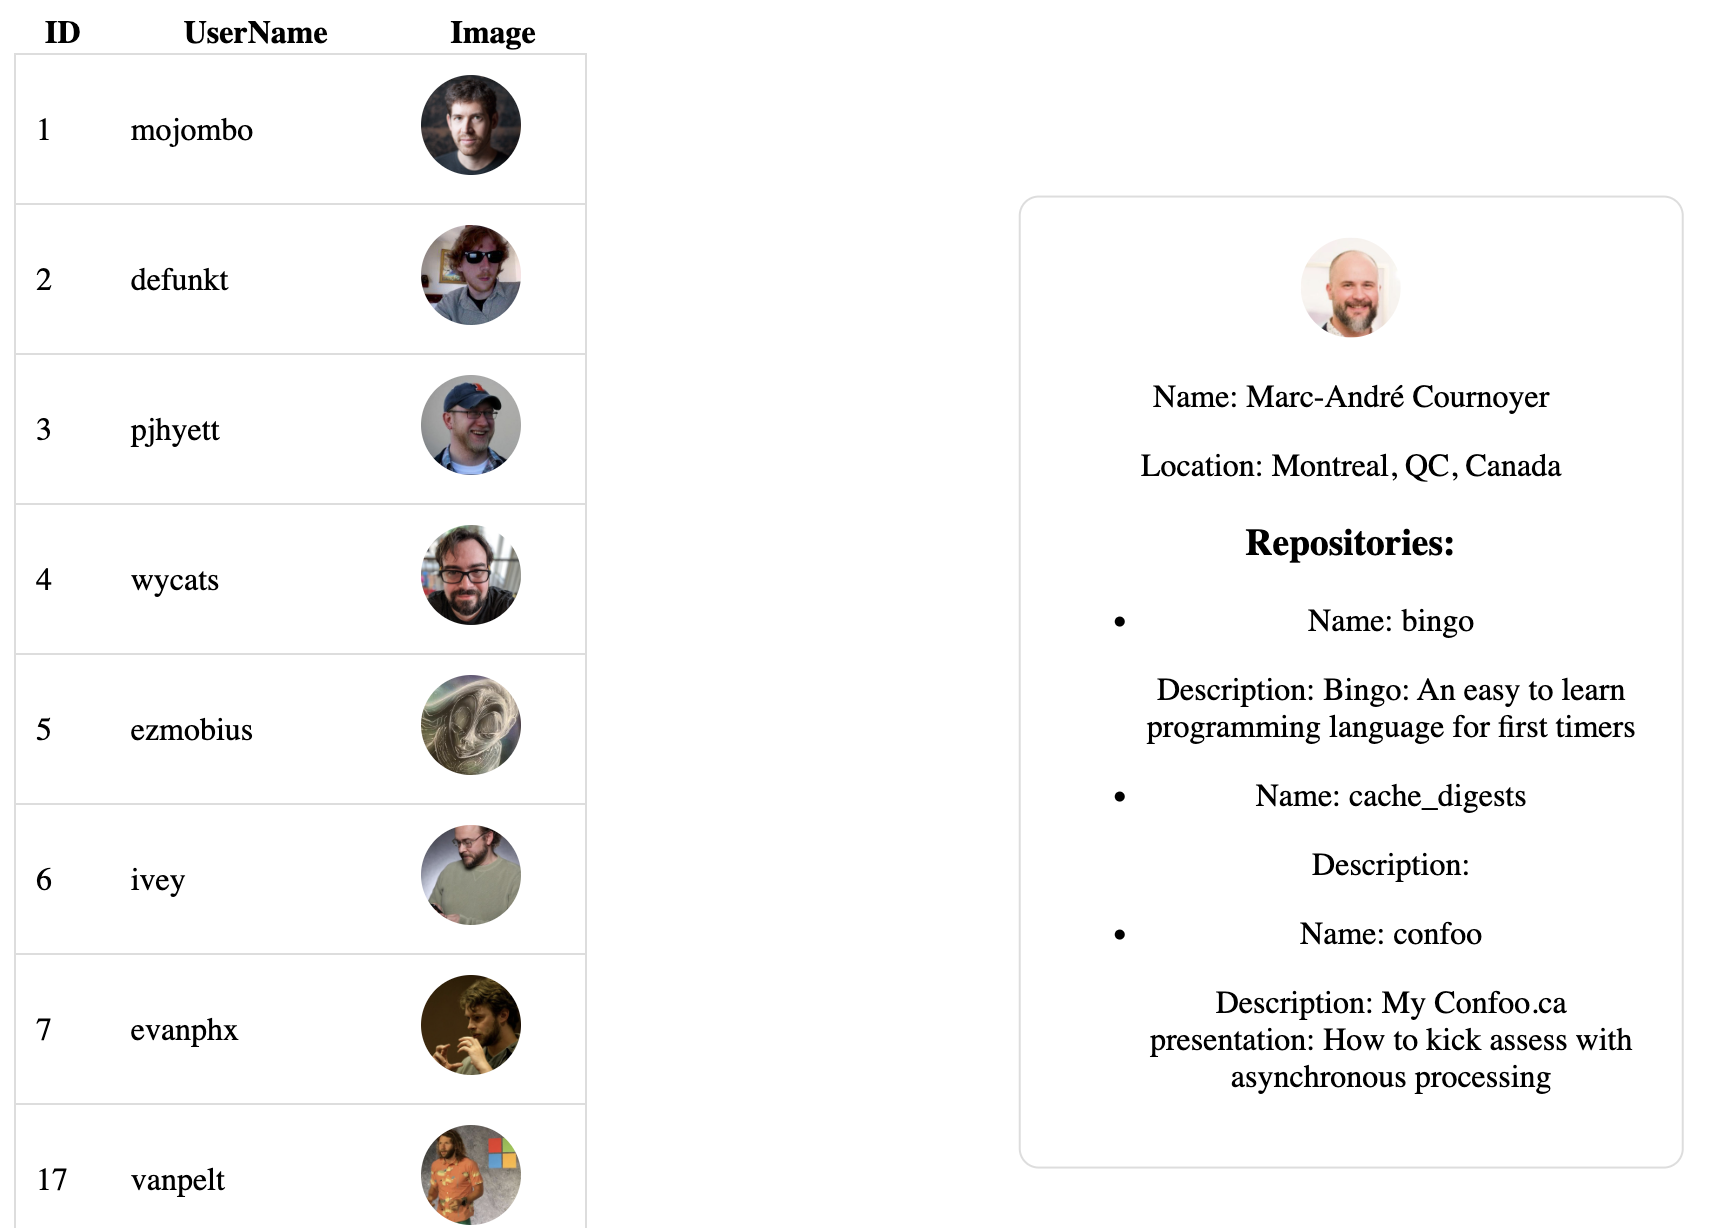 ID UserName Image
1 mojombo
2 defunkt
3 pjhyett
4 wycats
5 ezmobius
6 ivey
7 evanphx
17 vanpelt
Name: Marc-André Cournoyer
Location: Montreal, QC, Canada
Repositories:
• Name: bingo
Description: Bingo: An easy to learn
programming language for first timers
• Name: cache_digests
Description:
• Name: confoo
Description: My Confoo.ca
presentation: How to kick assess with
asynchronous processing